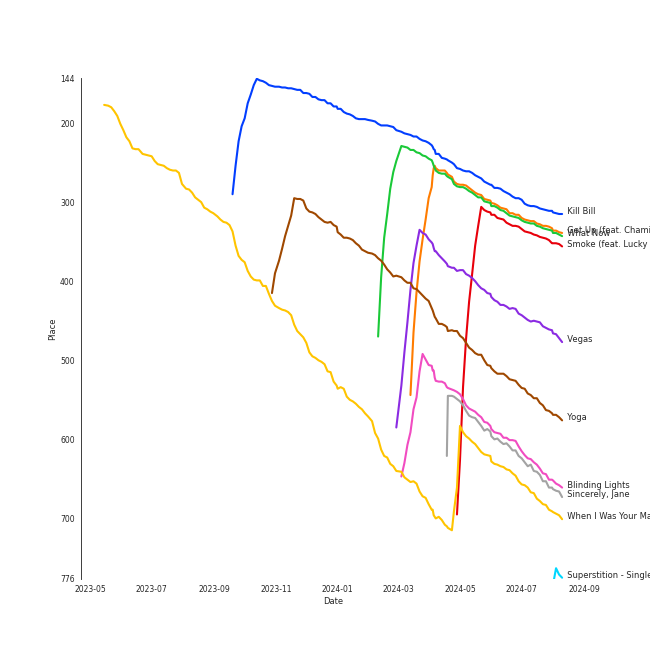 144
200
300
400
500
600
700
776
Place
2023-05
2023-07
2023-09
2023-11
2024-01
2024-03
2024-05
2024-07
2024-09
Date
Kill Bill
Get Up (feat. Chami
What Now
Smoke (feat. Lucky
Vegas
Yoga
Blinding Lights
Sincerely, Jane
When I Was Your Ma
Superstition - Single